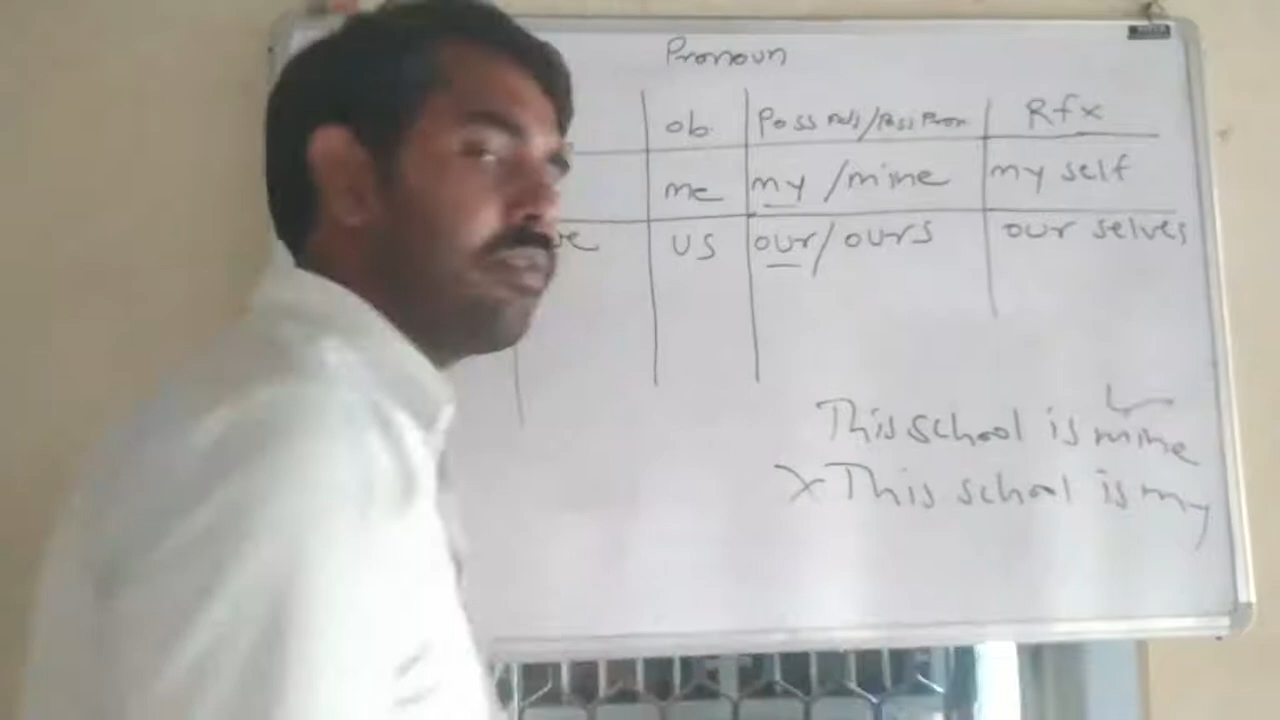 Pronoun
ob. Poss Adj/Poss Pron Rfx
me my /mine my self
we us our/ours our selves
This school is mine
X This school is my